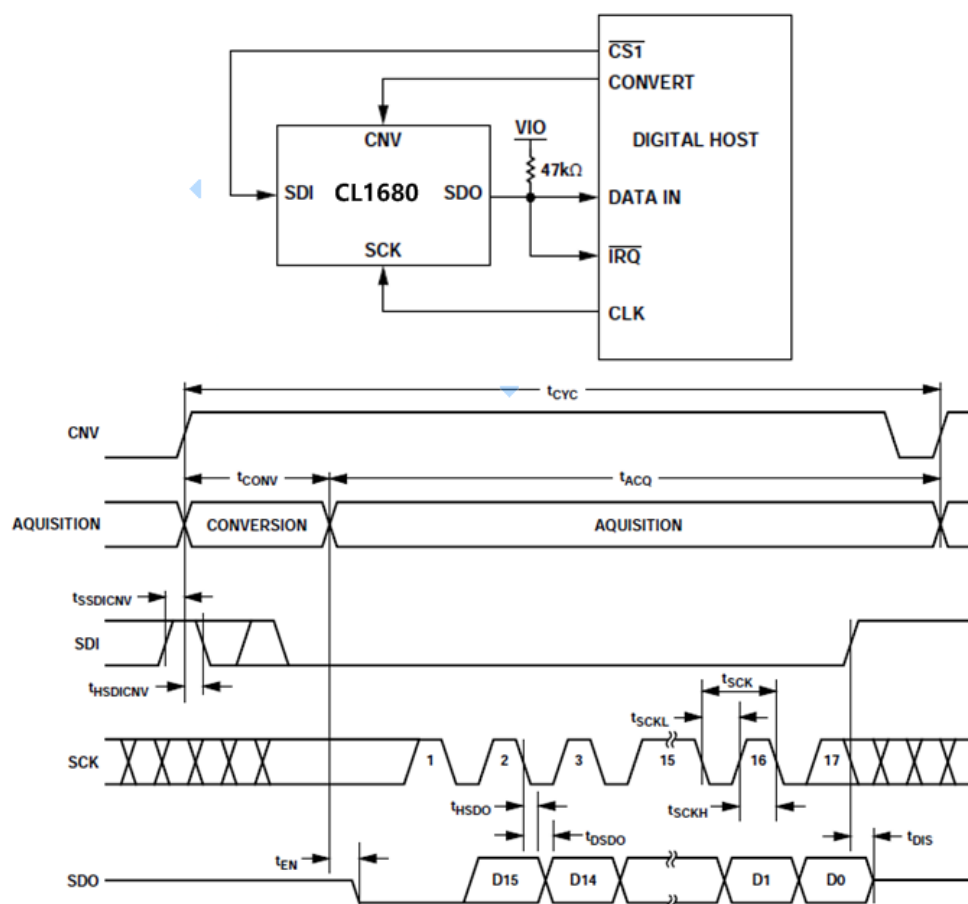 CS1
CONVERT
VIO
CNV
DIGITAL HOST
47kΩ
SDI CL1680 SDO
DATA IN
SCK
IRQ
CLK
tCYC
CNV
tCONV tACQ
AQUISITION CONVERSION AQUISITION
tSSDICNV
SDI
tHSDICNV
tSCK
tSCKL
SCK 1 2 3 15 16 17
tHSDO tSCKH
tDSDO tDIS
tEN
SDO D15 D14 D1 D0